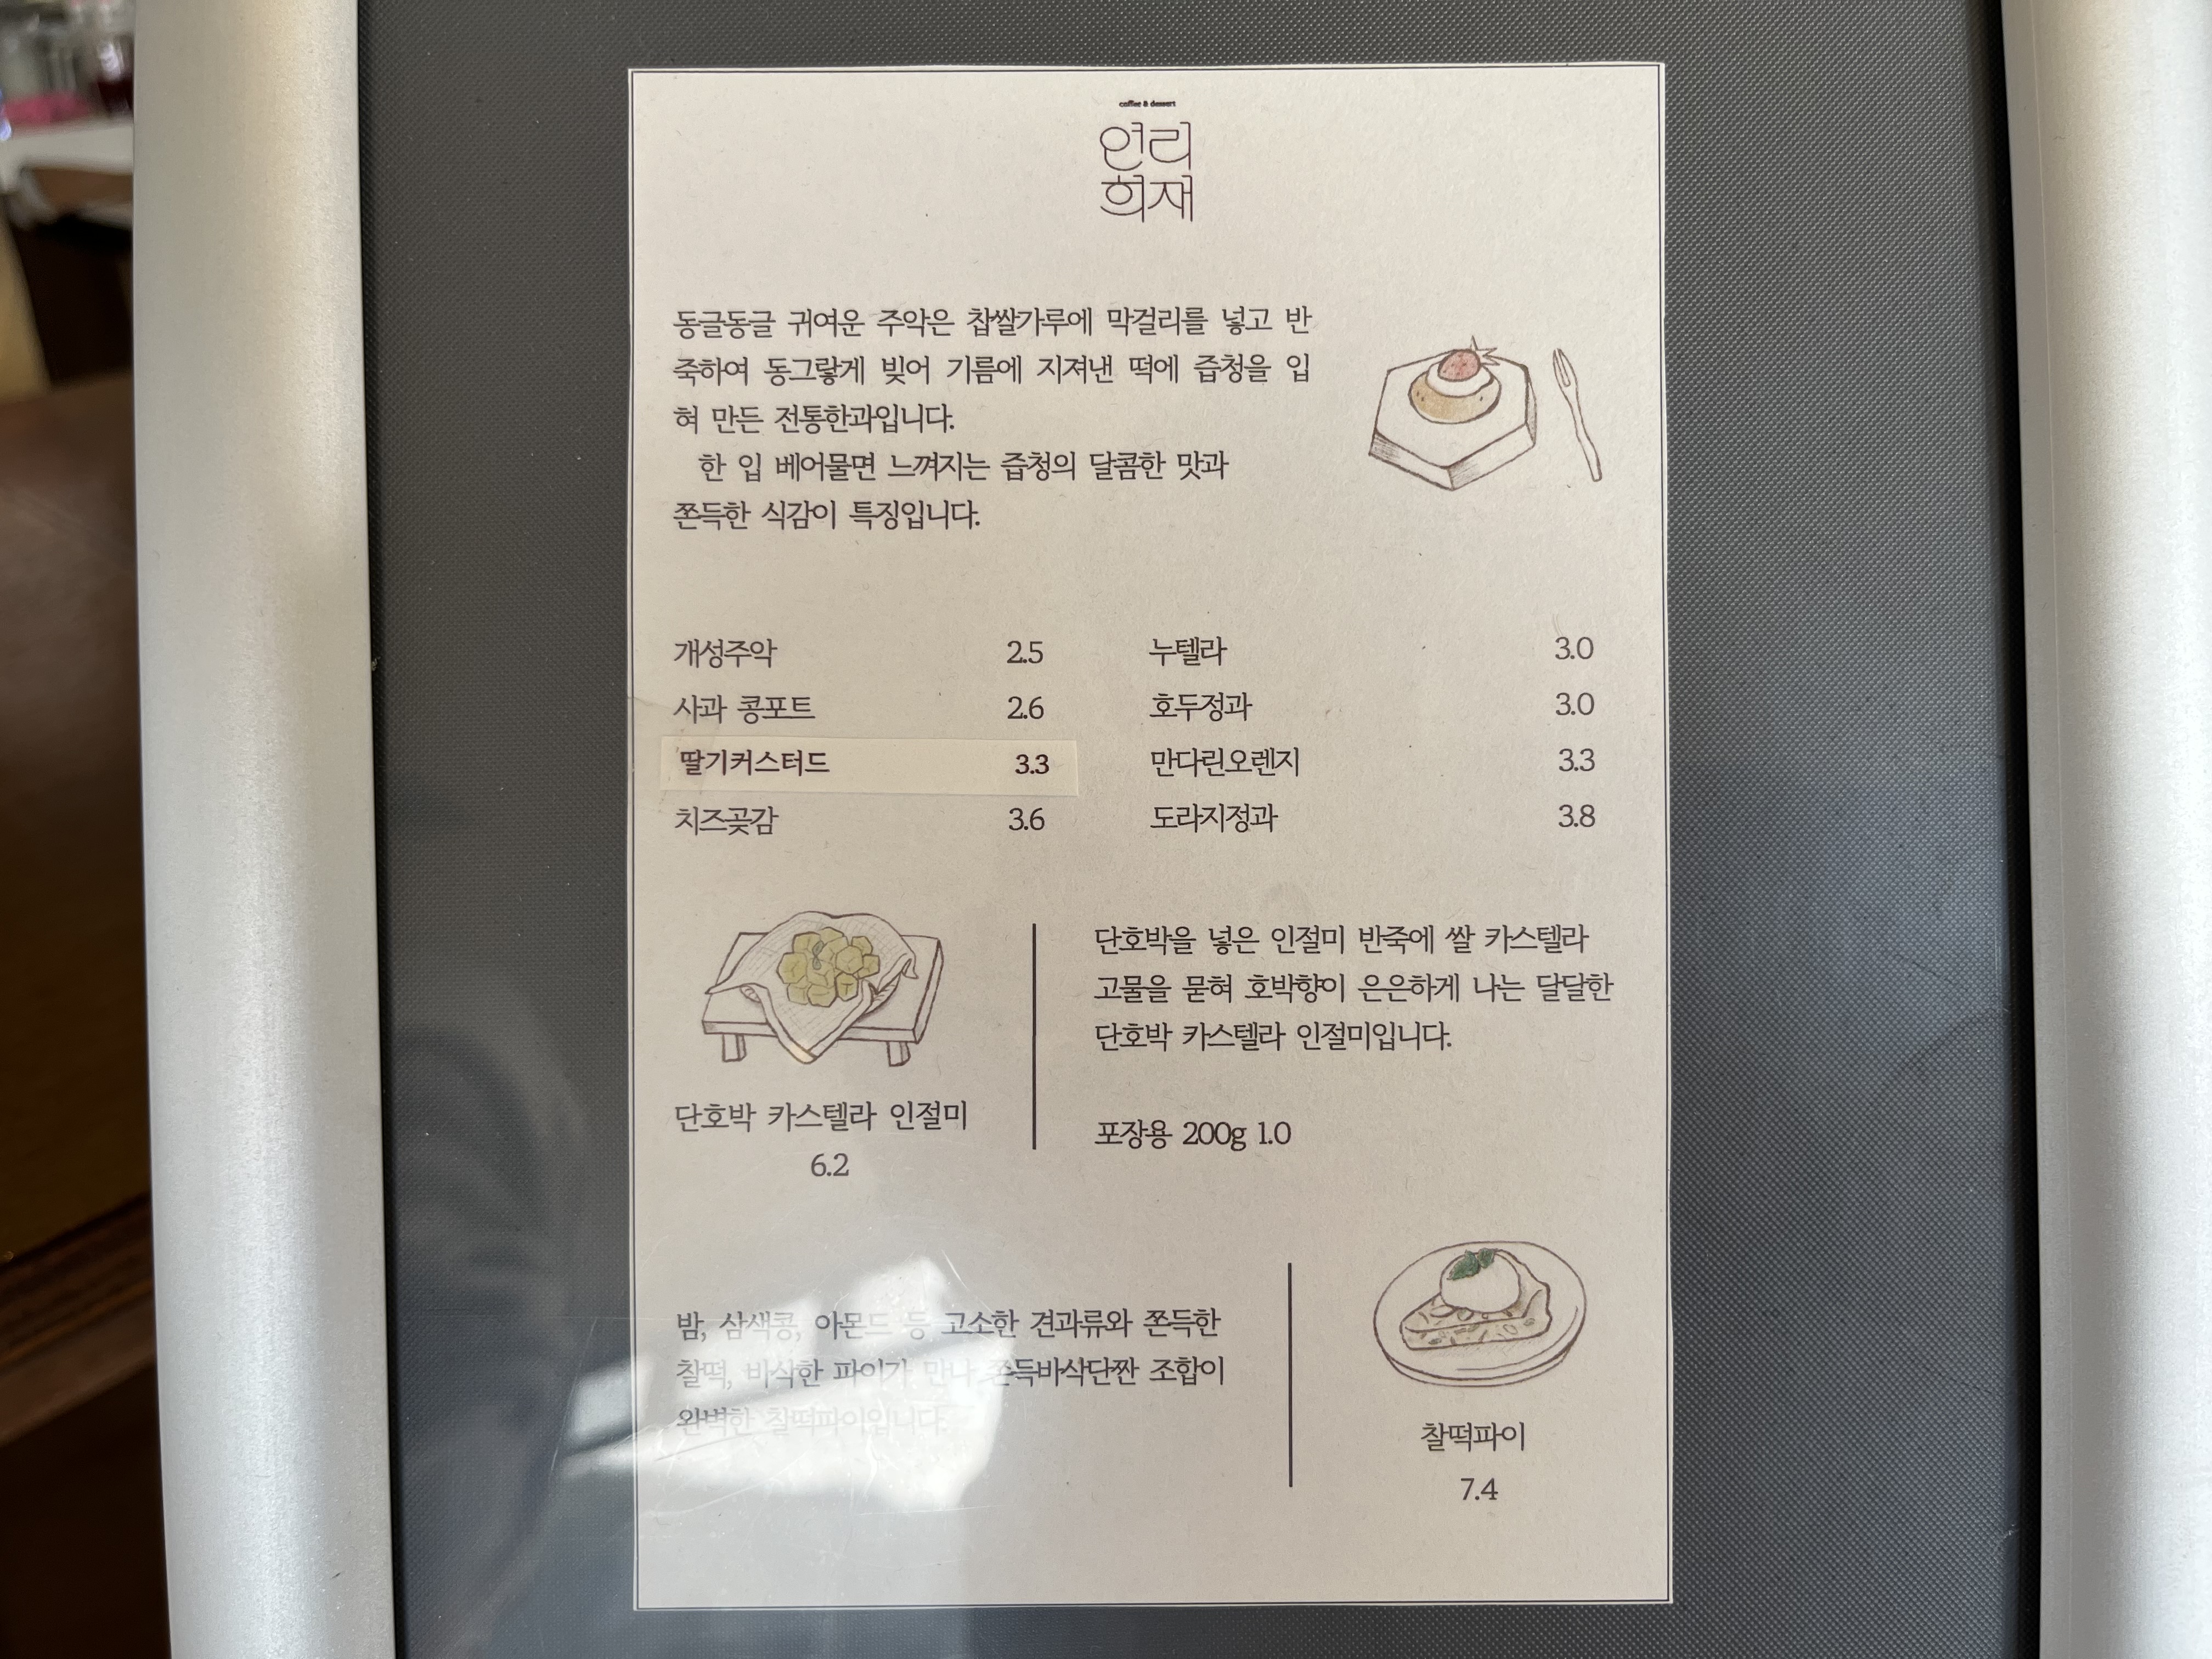 coffee & dessert
연리
희재
동글동글 귀여운 주악은 찹쌀가루에 막걸리를 넣고 반
죽하여 동그랗게 빚어 기름에 지져낸 떡에 즙청을 입
혀 만든 전통한과입니다.
한 입 베어물면 느껴지는 즙청의 달콤한 맛과
쫀득한 식감이 특징입니다.
개성주악 2.5 누텔라 3.0
사과 콩포트 2.6 호두정과 3.0
딸기커스터드 3.3 만다린오렌지 3.3
치즈곶감 3.6 도라지정과 3.8
단호박을 넣은 인절미 반죽에 쌀 카스텔라
고물을 묻혀 호박향이 은은하게 나는 달달한
단호박 카스텔라 인절미입니다.
단호박 카스텔라 인절미
6.2
포장용 200g 1.0
밤, 삼색콩, 아몬드 등 고소한 견과류와 쫀득한
찰떡, 바삭한 파이가 만나 쫀득바삭단짠 조합이
완벽한 찰떡파이입니다.
찰떡파이
7.4